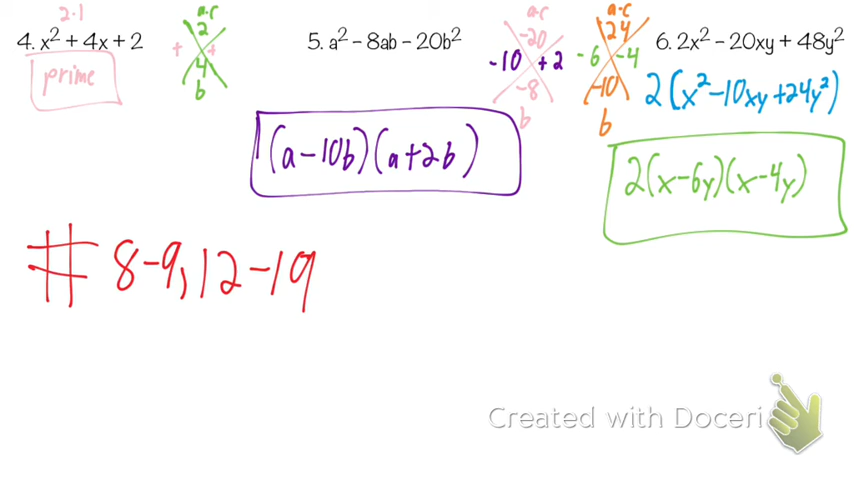 2·1
4. x² + 4x + 2
prime
a·c
2
+ +
4
b
5. a² – 8ab – 20b²
a·c
-20
-10 +2
-8
b
(a-10b)(a+2b)
a·c
24
-6 -4
-10
b
6. 2x² – 20xy + 48y²
2(x²-10xy+24y²)
2(x-6y)(x-4y)
# 8-9, 12-19
Created with Doceri